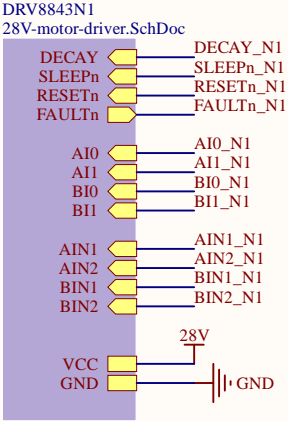 DRV8843N1
28V-motor-driver.SchDoc
DECAY DECAY_N1
SLEEPn SLEEPn_N1
RESETn RESETn_N1
FAULTn FAULTn_N1
AI0 AI0_N1
AI1 AI1_N1
BI0 BI0_N1
BI1 BI1_N1
AIN1 AIN1_N1
AIN2 AIN2_N1
BIN1 BIN1_N1
BIN2 BIN2_N1
28V
VCC
GND GND